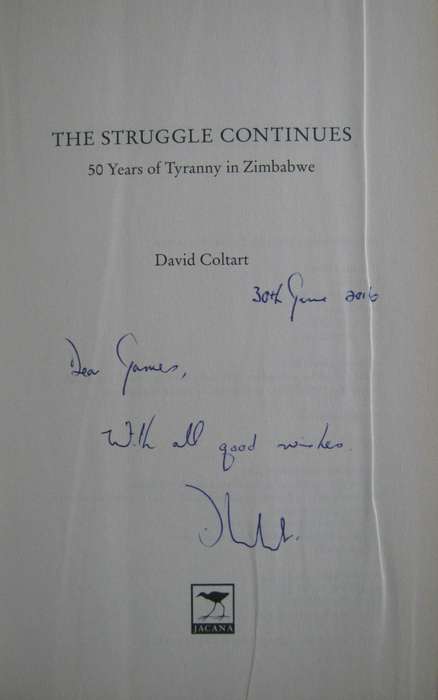 THE STRUGGLE CONTINUES
50 Years of Tyranny in Zimbabwe
David Coltart
30th June 2016
Dear James,
With all good wishes.
JACANA